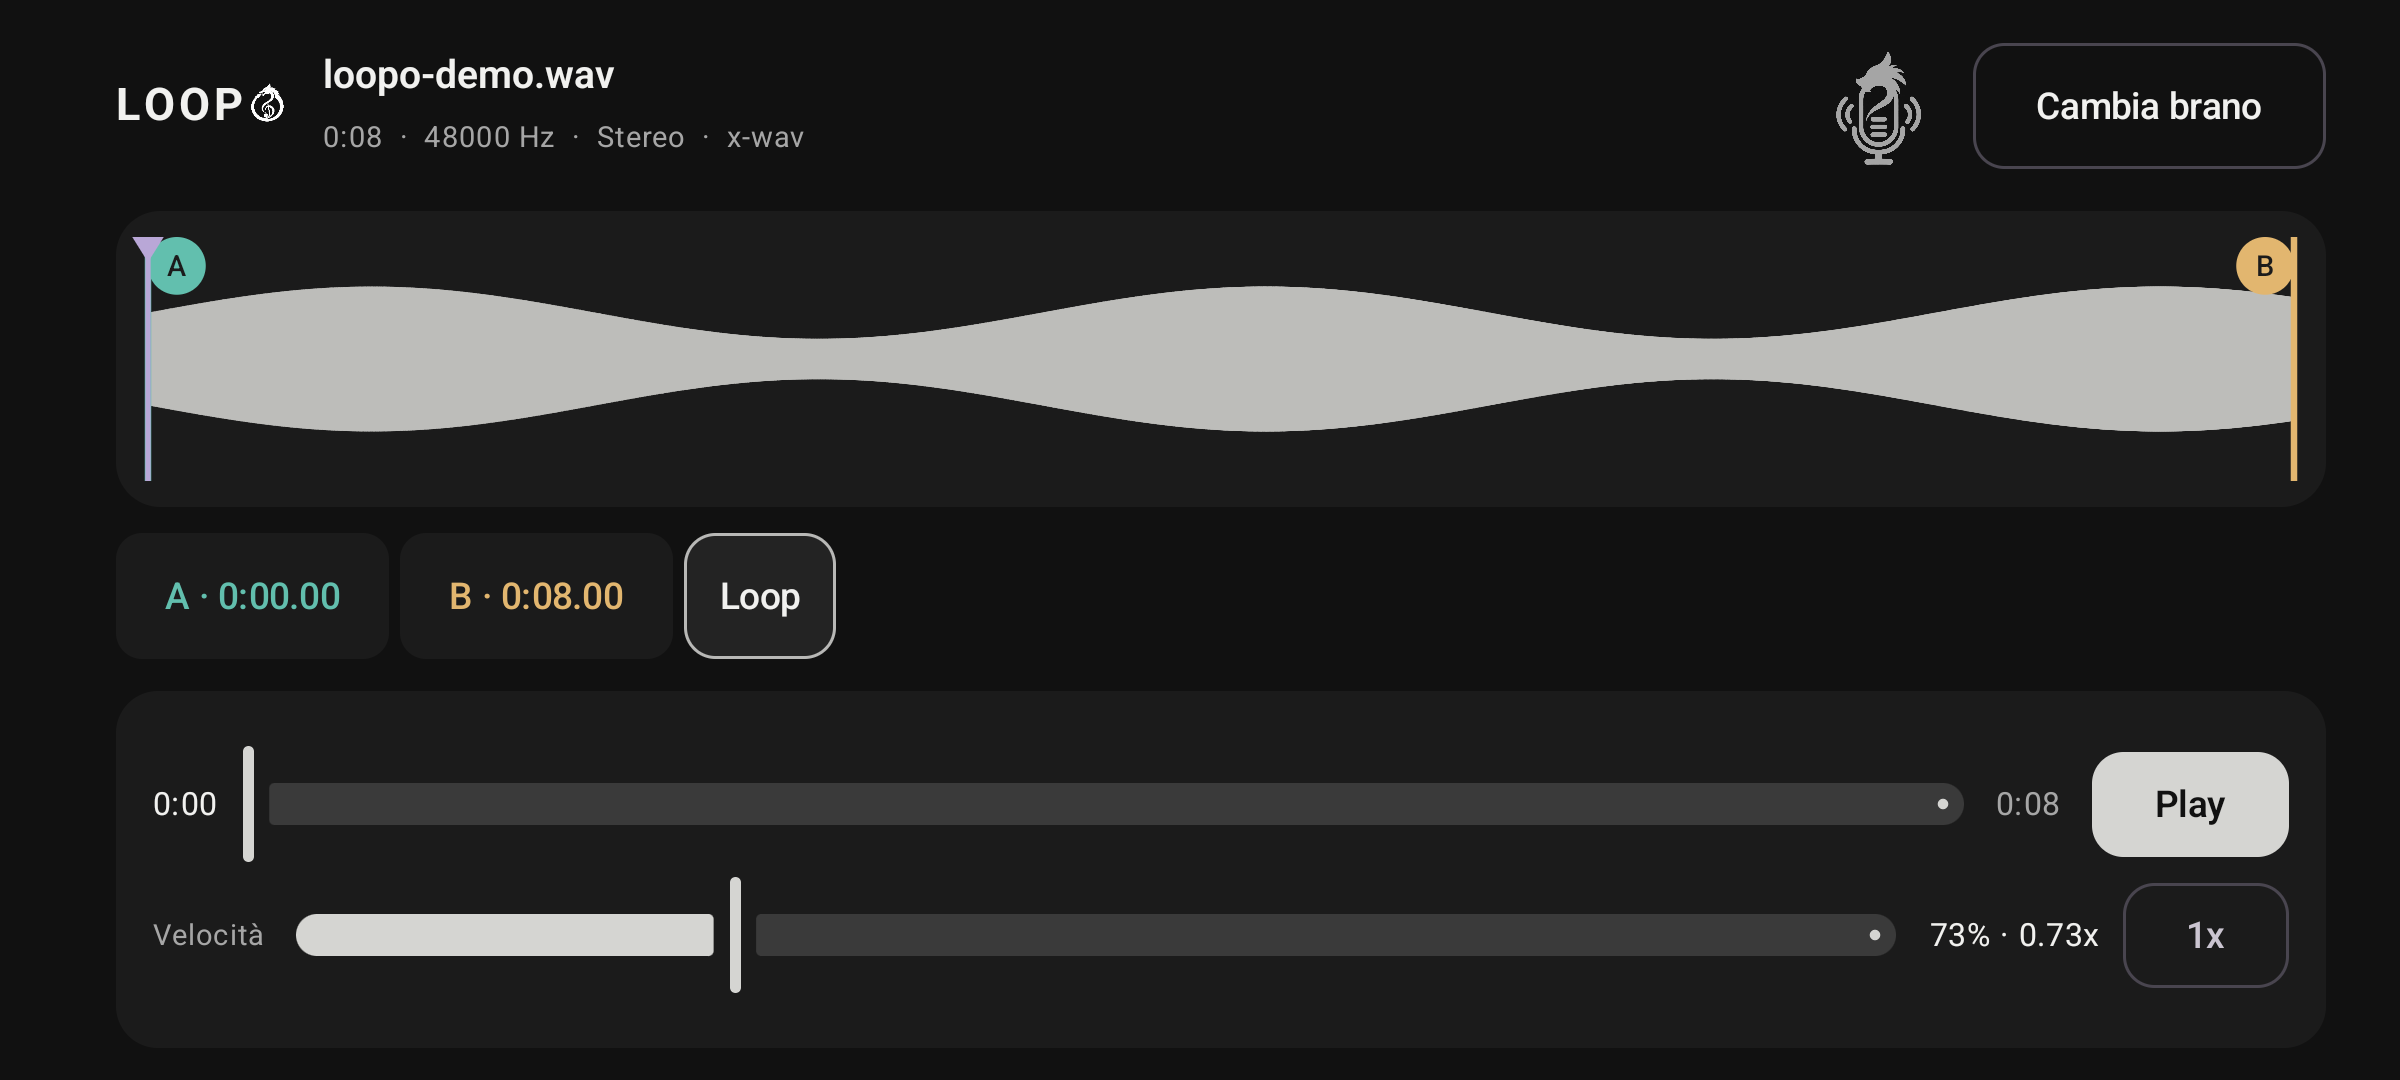 LOOP
loopo-demo.wav
0:08 · 48000 Hz · Stereo · x-wav
Cambia brano
A
B
A · 0:00.00
B · 0:08.00
Loop
0:00
0:08
Play
Velocità
73% · 0.73x
1x